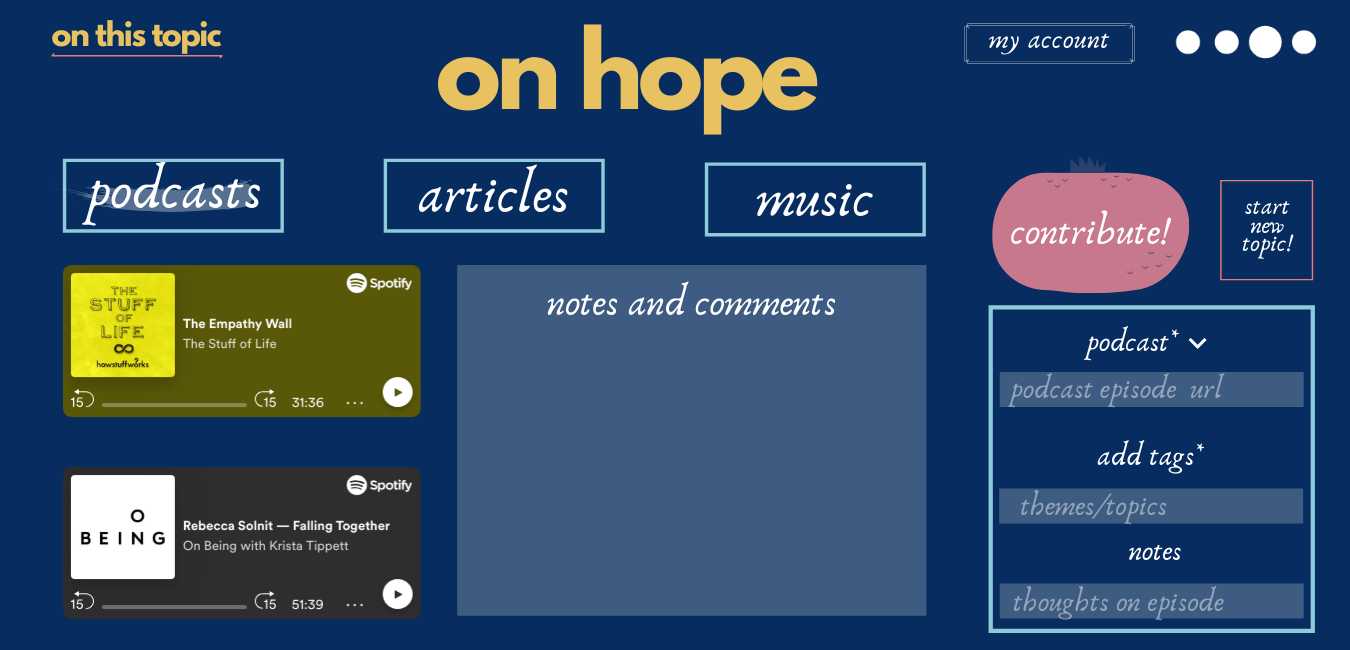 on this topic
on hope
my account
podcasts
articles
music
contribute!
start
new
topic!
THE
STUFF
OF
LIFE
howstuffworks
Spotify
The Empathy Wall
The Stuff of Life
15
15
31:36
notes and comments
O
BEING
Spotify
Rebecca Solnit — Falling Together
On Being with Krista Tippett
15
15
51:39
podcast*
podcast episode url
add tags*
themes/topics
notes
thoughts on episode